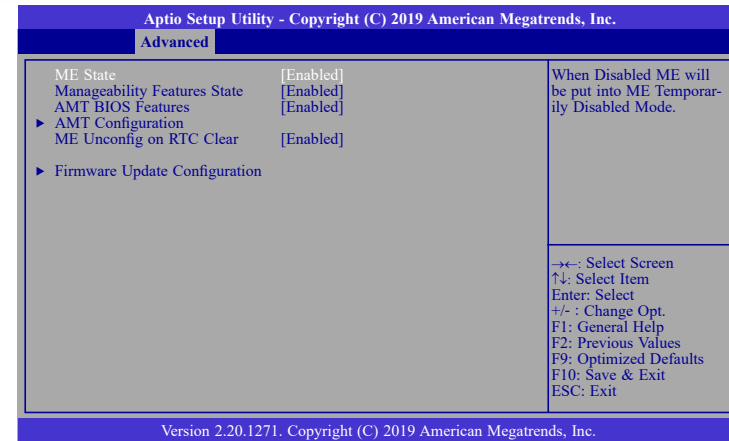 Aptio Setup Utility - Copyright (C) 2019 American Megatrends, Inc.
Advanced
ME State [Enabled]
Manageability Features State [Enabled]
AMT BIOS Features [Enabled]
► AMT Configuration
ME Unconfig on RTC Clear [Enabled]
► Firmware Update Configuration
When Disabled ME will
be put into ME Temporar-
ily Disabled Mode.
→←: Select Screen
↑↓: Select Item
Enter: Select
+/- : Change Opt.
F1: General Help
F2: Previous Values
F9: Optimized Defaults
F10: Save & Exit
ESC: Exit
Version 2.20.1271. Copyright (C) 2019 American Megatrends, Inc.